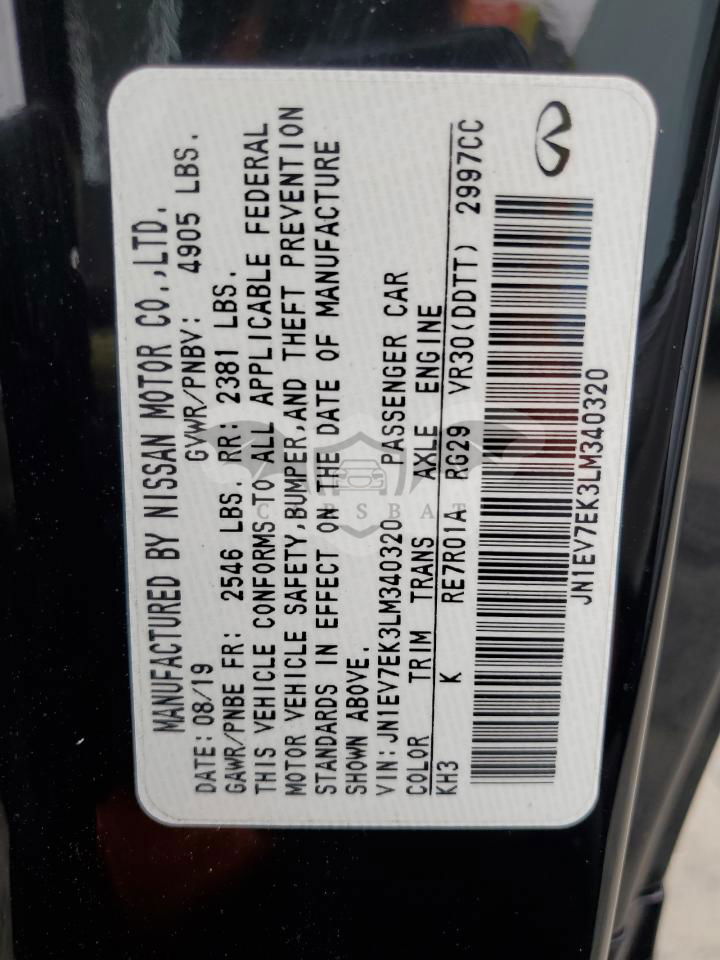 MANUFACTURED BY NISSAN MOTOR CO.,LTD.
DATE: 08/19 GVWR/PNBV: 4905 LBS.
GAWR/PNBE FR: 2546 LBS. RR: 2381 LBS.
THIS VEHICLE CONFORMS TO ALL APPLICABLE FEDERAL
MOTOR VEHICLE SAFETY,BUMPER,AND THEFT PREVENTION
STANDARDS IN EFFECT ON THE DATE OF MANUFACTURE
SHOWN ABOVE.
VIN: JN1EV7EK3LM340320 PASSENGER CAR
COLOR TRIM TRANS AXLE ENGINE
KH3 K RE7R01A RG29 VR30(DDTT) 2997CC
JN1EV7EK3LM340320
CARSBAT